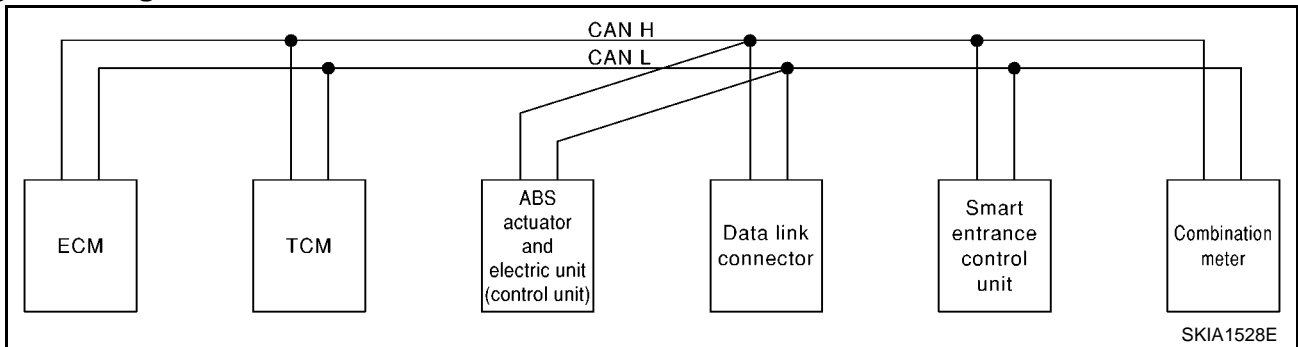 CAN H
CAN L
ECM
TCM
ABS
actuator
and
electric unit
(control unit)
Data link
connector
Smart
entrance
control
unit
Combination
meter
SKIA1528E